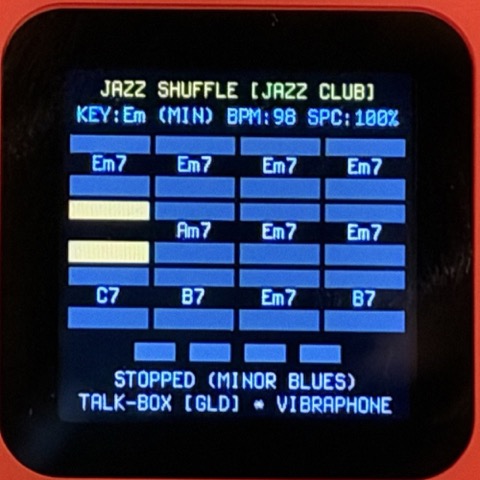 JAZZ SHUFFLE [JAZZ CLUB]
KEY:Em (MIN) BPM:98 SPC:100%
Em7 Em7 Em7 Em7
Am7 Em7 Em7
C7 B7 Em7 B7
STOPPED (MINOR BLUES)
TALK-BOX [GLD] * VIBRAPHONE